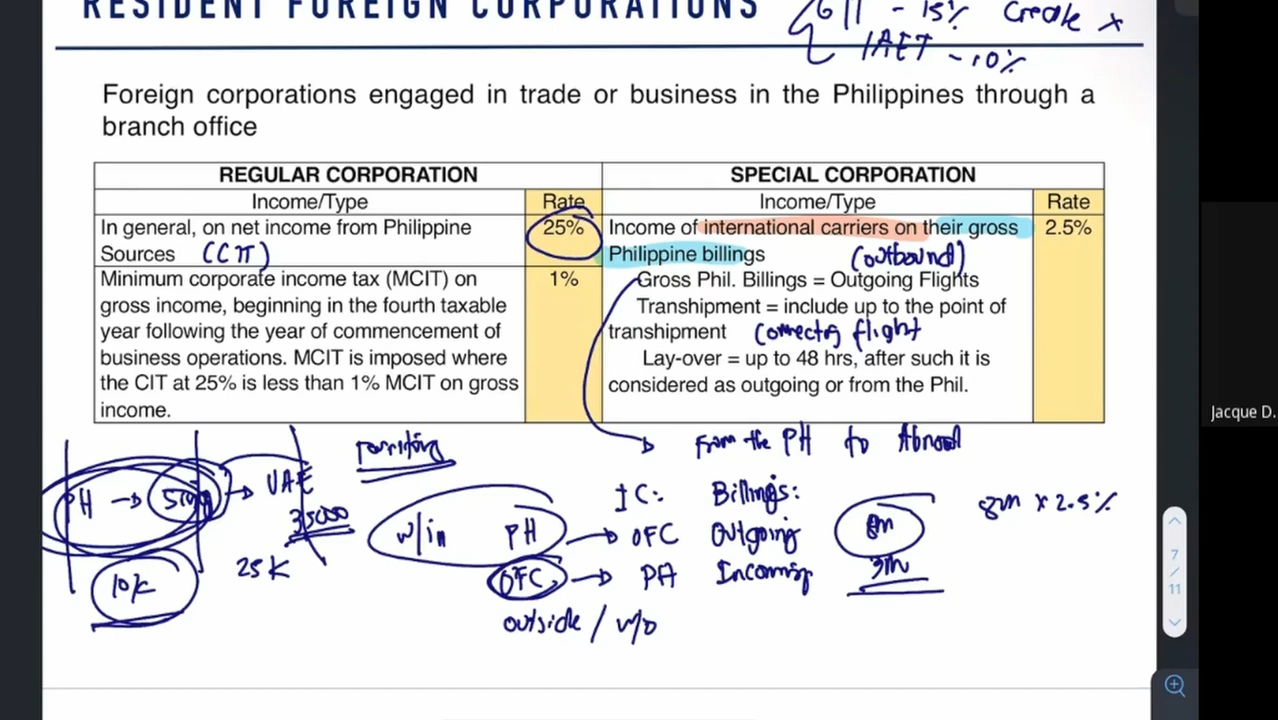 RESIDENT FOREIGN CORPORATIONS
- 15% Create x
IAET - 10%
Foreign corporations engaged in trade or business in the Philippines through a
branch office
REGULAR CORPORATION
SPECIAL CORPORATION
Income/Type
Rate
Income/Type
Rate
In general, on net income from Philippine
Sources (CIT)
25%
Income of international carriers on their gross
Philippine billings (outbound)
2.5%
Minimum corporate income tax (MCIT) on
gross income, beginning in the fourth taxable
year following the year of commencement of
business operations. MCIT is imposed where
the CIT at 25% is less than 1% MCIT on gross
income.
1%
Gross Phil. Billings = Outgoing Flights
Transhipment = include up to the point of
transhipment (connecting flight
Lay-over = up to 48 hrs, after such it is
considered as outgoing or from the Phil.
From the PH to Abroad
PH → → UAE
35000
10k
25K
IC: Billings:
w/in PH → OFC Outgoing 8m
8m x 2.5%
OFC → PH Incoming 3m
outside / w/o
Jacque D.
7
/
11